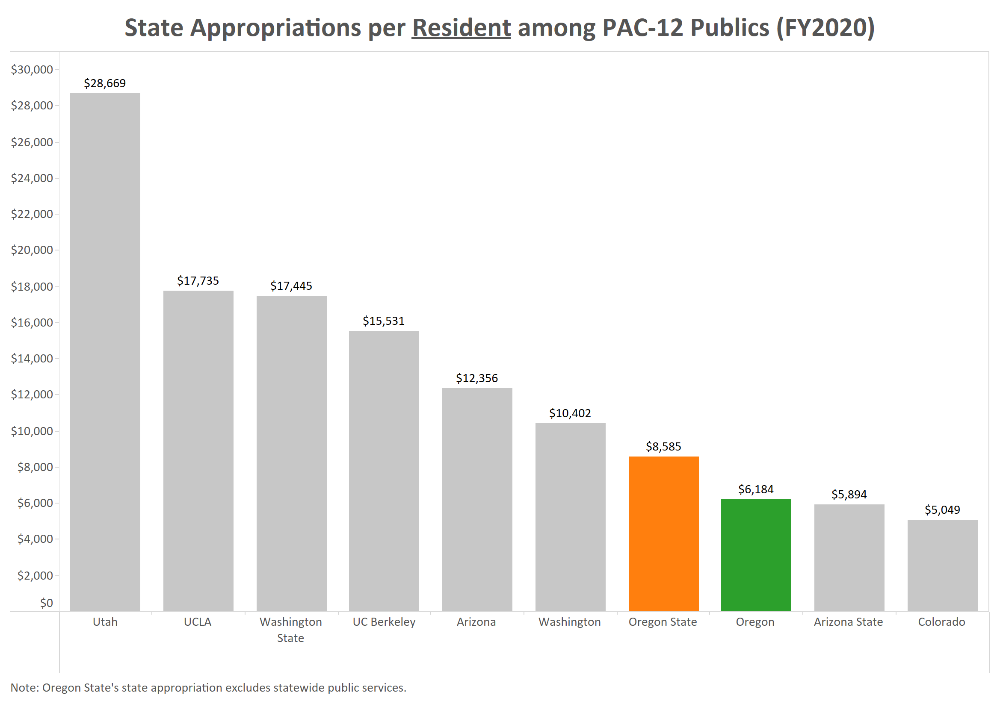 State Appropriations per Resident among PAC-12 Publics (FY2020)
$30,000
$28,000
$26,000
$24,000
$22,000
$20,000
$18,000
$16,000
$14,000
$12,000
$10,000
$8,000
$6,000
$4,000
$2,000
$0
$28,669
$17,735
$17,445
$15,531
$12,356
$10,402
$8,585
$6,184
$5,894
$5,049
Utah
UCLA
Washington
State
UC Berkeley
Arizona
Washington
Oregon State
Oregon
Arizona State
Colorado
Note: Oregon State's state appropriation excludes statewide public services.